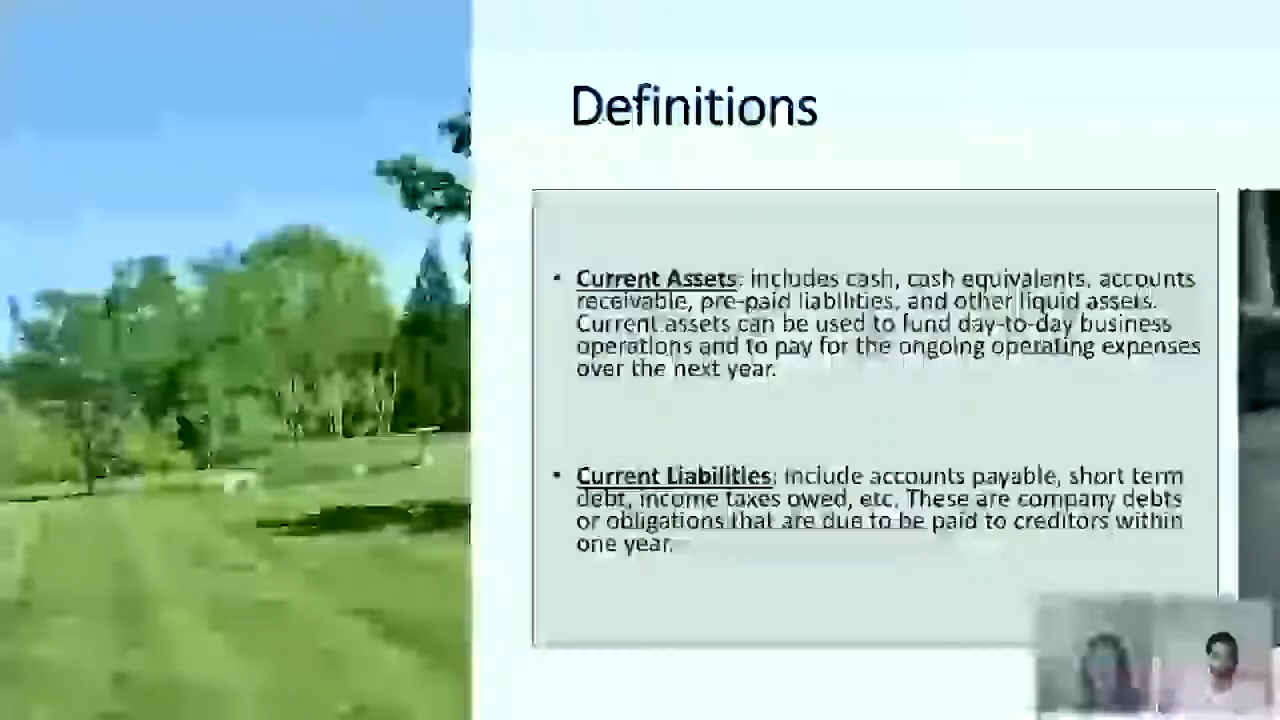 Definitions
• Current Assets: includes cash, cash equivalents, accounts
receivable, pre-paid liabilities, and other liquid assets.
Current assets can be used to fund day-to-day business
operations and to pay for the ongoing operating expenses
over the next year.
• Current Liabilities: include accounts payable, short term
debt, income taxes owed, etc. These are company debts
or obligations that are due to be paid to creditors within
one year.